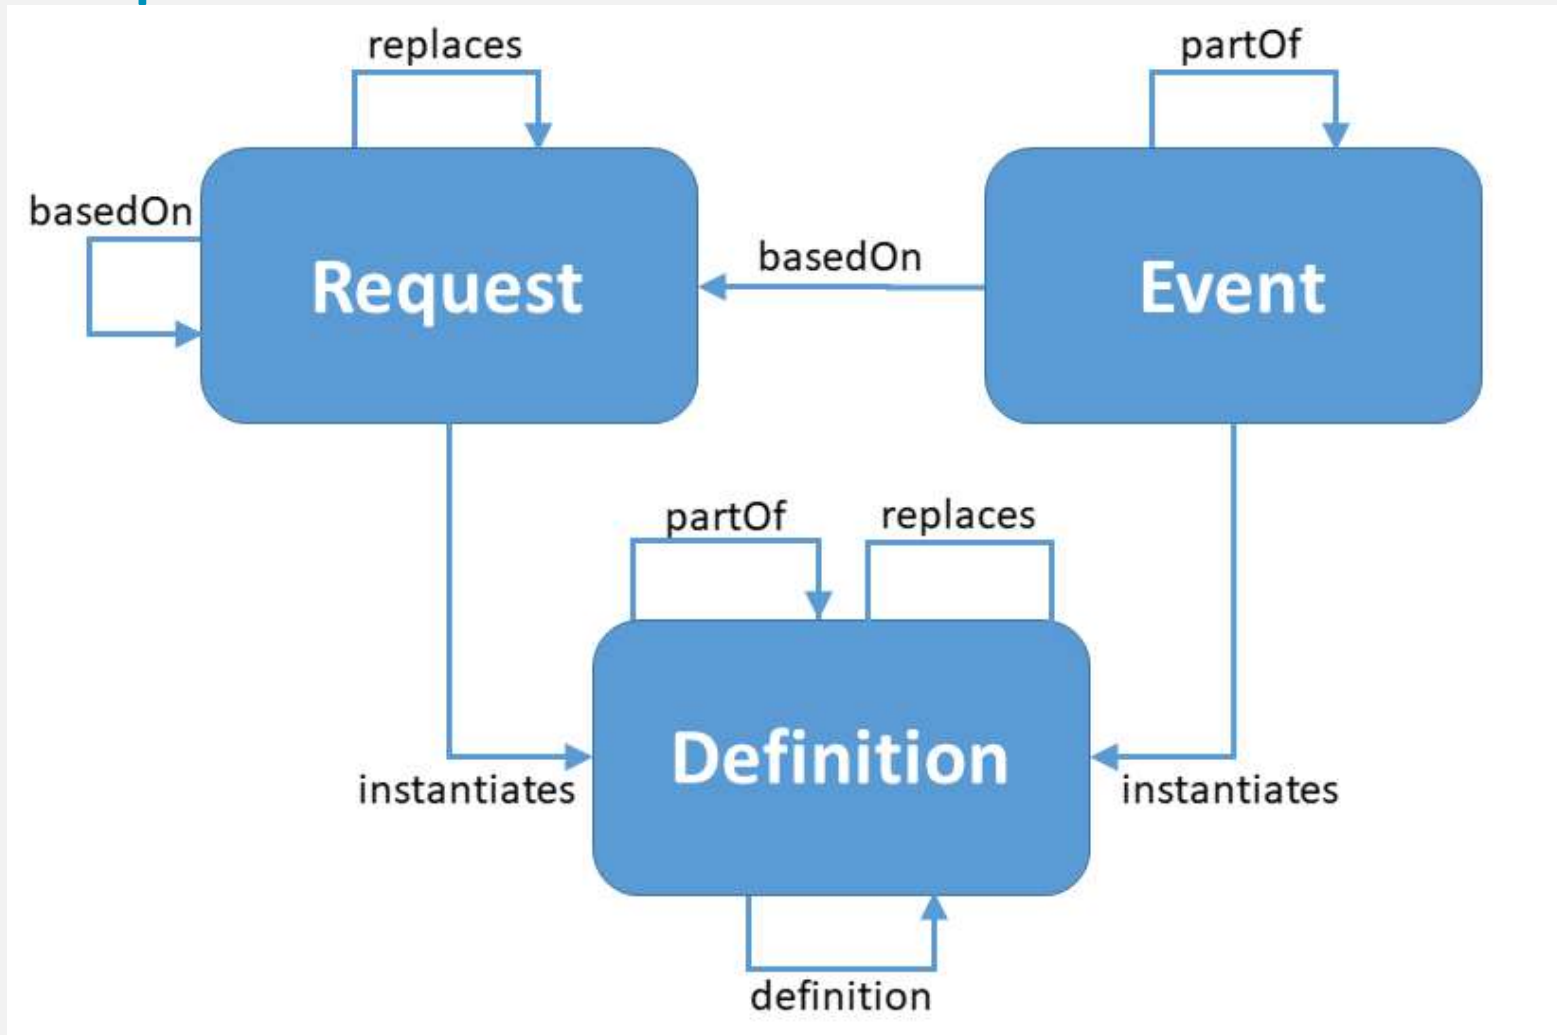 replaces
partOf
basedOn
basedOn
Request
Event
partOf
replaces
Definition
instantiates
instantiates
definition